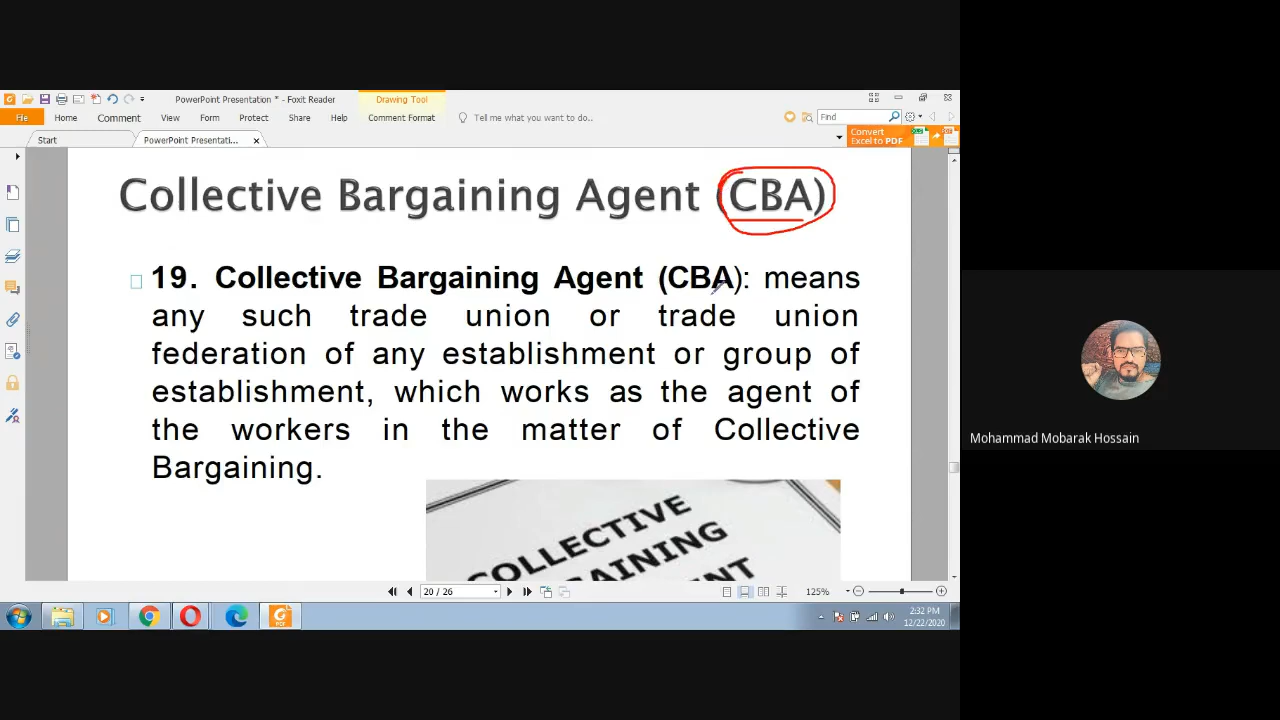 PowerPoint Presentation * - Foxit Reader
Drawing Tool
File
Home
Comment
View
Form
Protect
Share
Help
Comment Format
Tell me what you want to do..
Find
Convert
Excel to PDF
Start
PowerPoint Presentati...
Collective Bargaining Agent (CBA)
19. Collective Bargaining Agent (CBA): means
any such trade union or trade union
federation of any establishment or group of
establishment, which works as the agent of
the workers in the matter of Collective
Bargaining.
COLLECTIVE
20 / 26
125%
2:32 PM
12/22/2020
Mohammad Mobarak Hossain